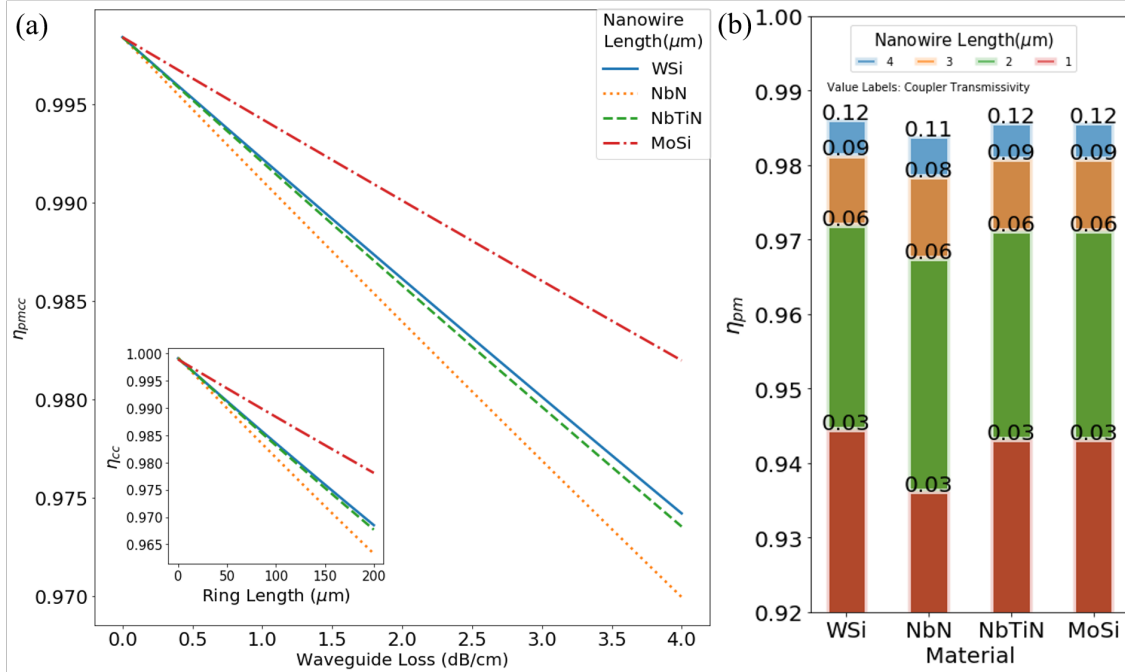 (a)
Nanowire
Length(μm)
WSi
NbN
NbTiN
MoSi
0.995
0.990
0.985
0.980
0.975
0.970
η_pmcc
0.0 0.5 1.0 1.5 2.0 2.5 3.0 3.5 4.0
Waveguide Loss (dB/cm)
1.000
0.995
0.990
0.985
0.980
0.975
0.970
0.965
η_cc
0 50 100 150 200
Ring Length (μm)
(b)
1.00
0.99
0.98
0.97
0.96
0.95
0.94
0.93
0.92
η_pm
Nanowire Length(μm)
4 3 2 1
Value Labels: Coupler Transmissivity
0.12 0.11 0.12 0.12
0.09 0.08 0.09 0.09
0.06 0.06 0.06 0.06
0.03 0.03 0.03 0.03
WSi NbN NbTiN MoSi
Material